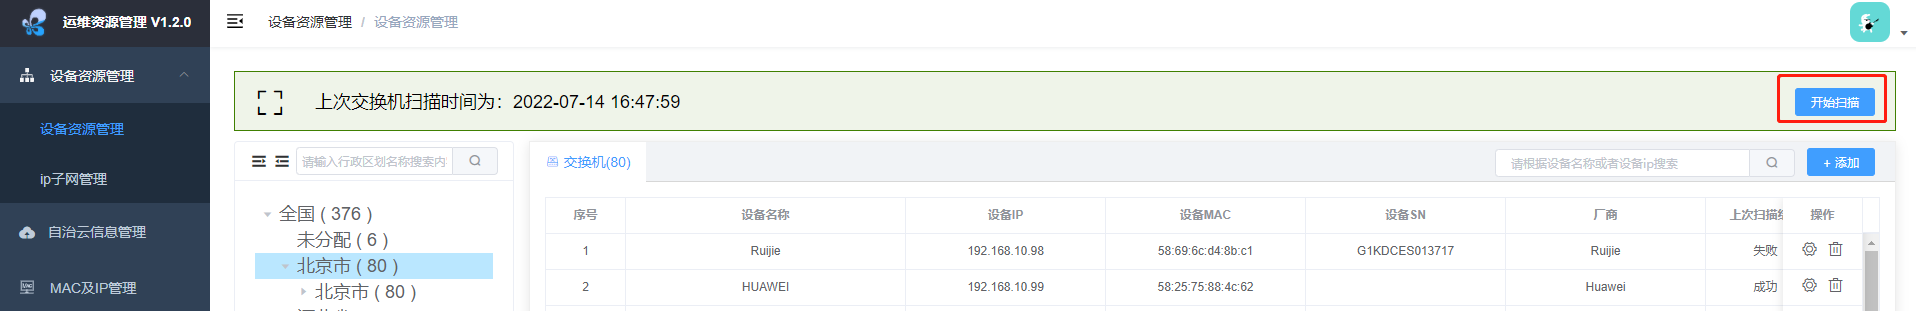 运维资源管理 V1.2.0
设备资源管理 / 设备资源管理
设备资源管理
设备资源管理
ip子网管理
自治云信息管理
MAC及IP管理
上次交换机扫描时间为：2022-07-14 16:47:59
开始扫描
请输入行政区划名称搜索内
全国 ( 376 )
未分配 ( 6 )
北京市 ( 80 )
北京市 ( 80 )
交换机(80)
请根据设备名称或者设备ip搜索
+ 添加
序号 设备名称 设备IP 设备MAC 设备SN 厂商 上次扫描 操作
1 Ruijie 192.168.10.98 58:69:6c:d4:8b:c1 G1KDCES013717 Ruijie 失败
2 HUAWEI 192.168.10.99 58:25:75:88:4c:62 Huawei 成功